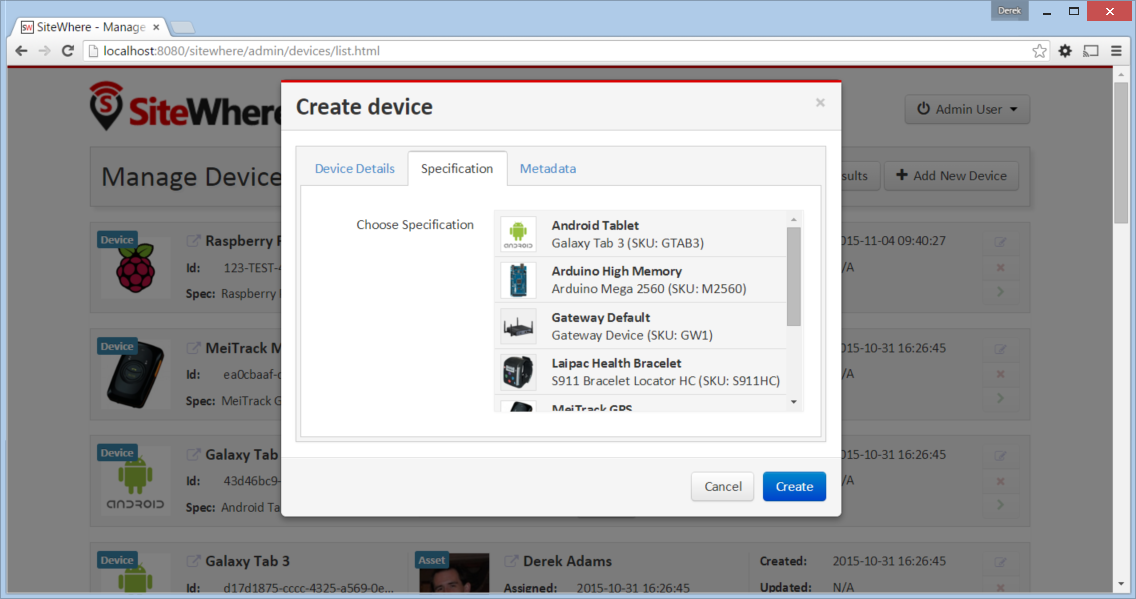 Derek
SW SiteWhere - Manage
localhost:8080/sitewhere/admin/devices/list.html
SiteWhere
Admin User
Create device
Manage Device
Add New Device
Device Details
Specification
Metadata
Choose Specification
Android Tablet
Galaxy Tab 3 (SKU: GTAB3)
Arduino High Memory
Arduino Mega 2560 (SKU: M2560)
Gateway Default
Gateway Device (SKU: GW1)
Laipac Health Bracelet
S911 Bracelet Locator HC (SKU: S911HC)
MeiTrack GPS
Cancel
Create
Device
Raspberry
Id: 123-TEST-
Spec: Raspberry
2015-11-04 09:40:27
/A
Device
MeiTrack
Id: ea0cbaaf-
Spec: MeiTrack
2015-10-31 16:26:45
/A
Device
Galaxy Tab
Id: 43d46bc9-
Spec: Android
android
2015-10-31 16:26:45
/A
Device
Galaxy Tab 3
Id: d17d1875-cccc-4325-a569-0e...
Asset
Derek Adams
Assigned: 2015-10-31 16:26:45
Created: 2015-10-31 16:26:45
Updated: N/A